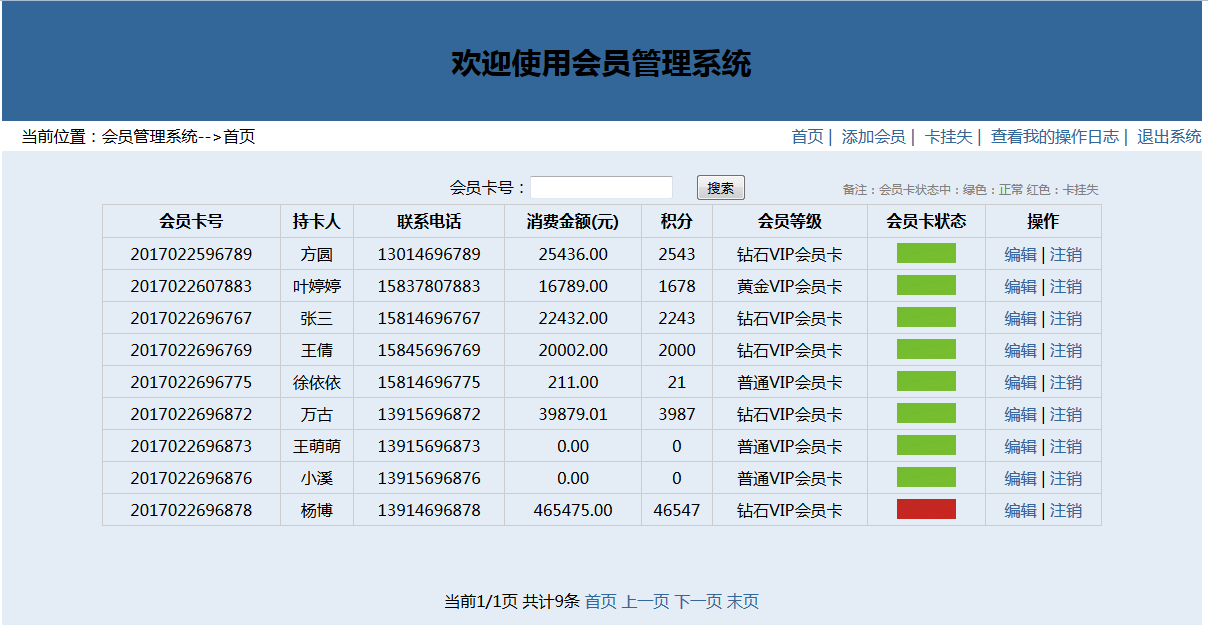 欢迎使用会员管理系统
当前位置：会员管理系统-->首页 首页 | 添加会员 | 卡挂失 | 查看我的操作日志 | 退出系统
会员卡号： 搜索 备注：会员卡状态中：绿色：正常 红色：卡挂失
会员卡号 持卡人 联系电话 消费金额(元) 积分 会员等级 会员卡状态 操作
2017022596789 方圆 13014696789 25436.00 2543 钻石VIP会员卡 编辑 | 注销
2017022607883 叶婷婷 15837807883 16789.00 1678 黄金VIP会员卡 编辑 | 注销
2017022696767 张三 15814696767 22432.00 2243 钻石VIP会员卡 编辑 | 注销
2017022696769 王倩 15845696769 20002.00 2000 钻石VIP会员卡 编辑 | 注销
2017022696775 徐依依 15814696775 211.00 21 普通VIP会员卡 编辑 | 注销
2017022696872 万古 13915696872 39879.01 3987 钻石VIP会员卡 编辑 | 注销
2017022696873 王萌萌 13915696873 0.00 0 普通VIP会员卡 编辑 | 注销
2017022696876 小溪 13915696876 0.00 0 普通VIP会员卡 编辑 | 注销
2017022696878 杨博 13914696878 465475.00 46547 钻石VIP会员卡 编辑 | 注销
当前1/1页 共计9条 首页 上一页 下一页 末页